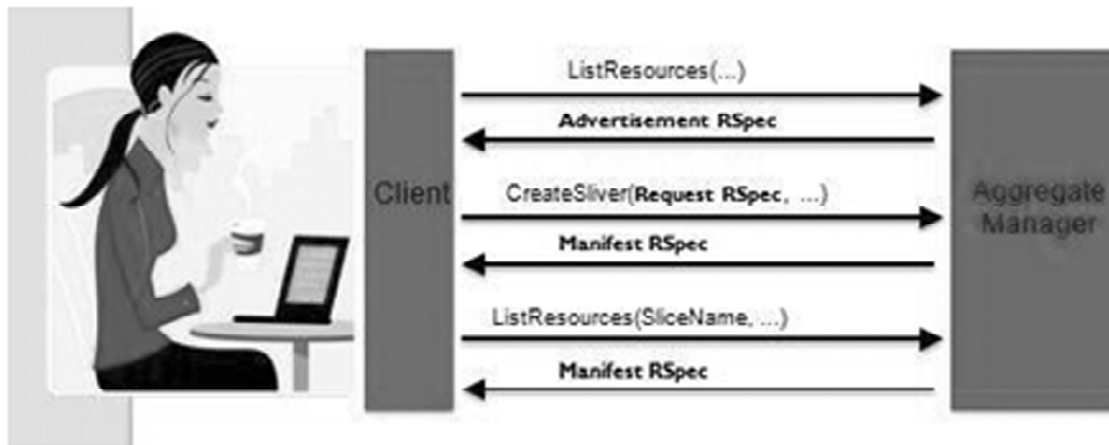 ListResources(...)
Advertisement RSpec
Client
CreateSliver(Request RSpec, ...)
Aggregate
Manager
Manifest RSpec
ListResources(SliceName, ...)
Manifest RSpec